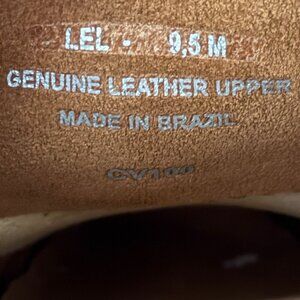 LEL - 9,5 M
GENUINE LEATHER UPPER
MADE IN BRAZIL